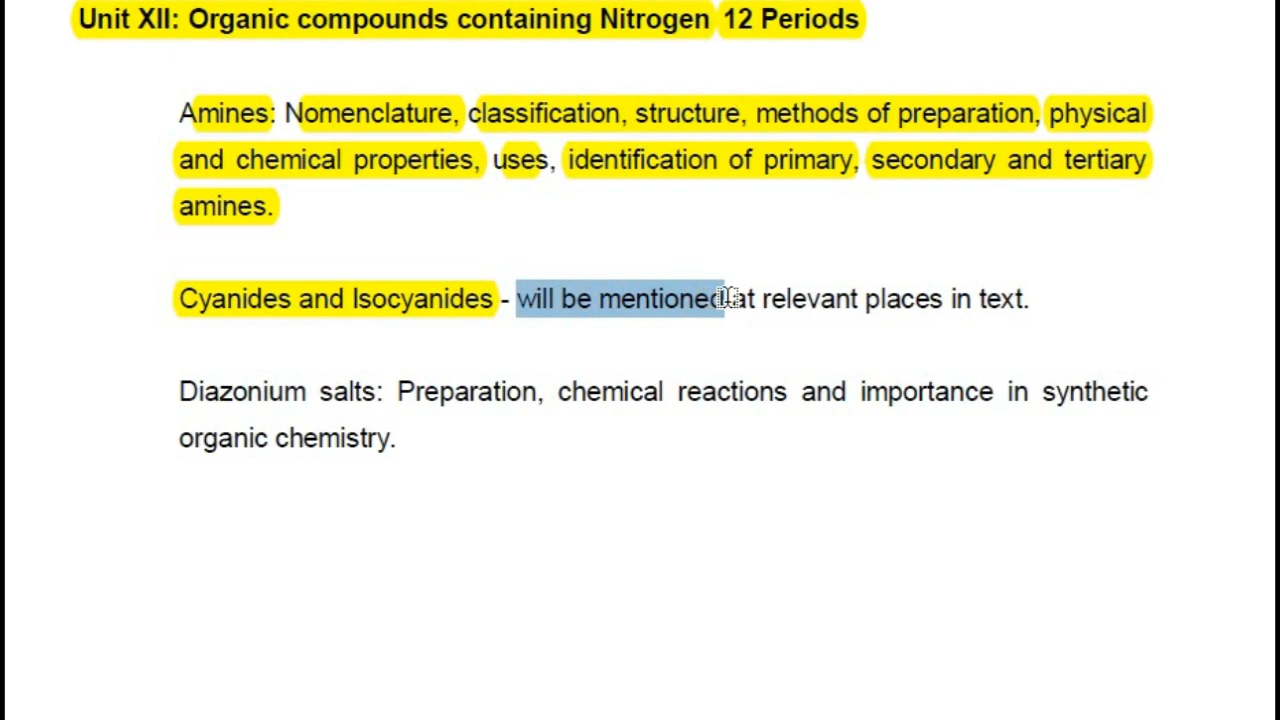 Unit XII: Organic compounds containing Nitrogen 12 Periods
Amines: Nomenclature, classification, structure, methods of preparation, physical
and chemical properties, uses, identification of primary, secondary and tertiary
amines.
Cyanides and Isocyanides - will be mentioned at relevant places in text.
Diazonium salts: Preparation, chemical reactions and importance in synthetic
organic chemistry.